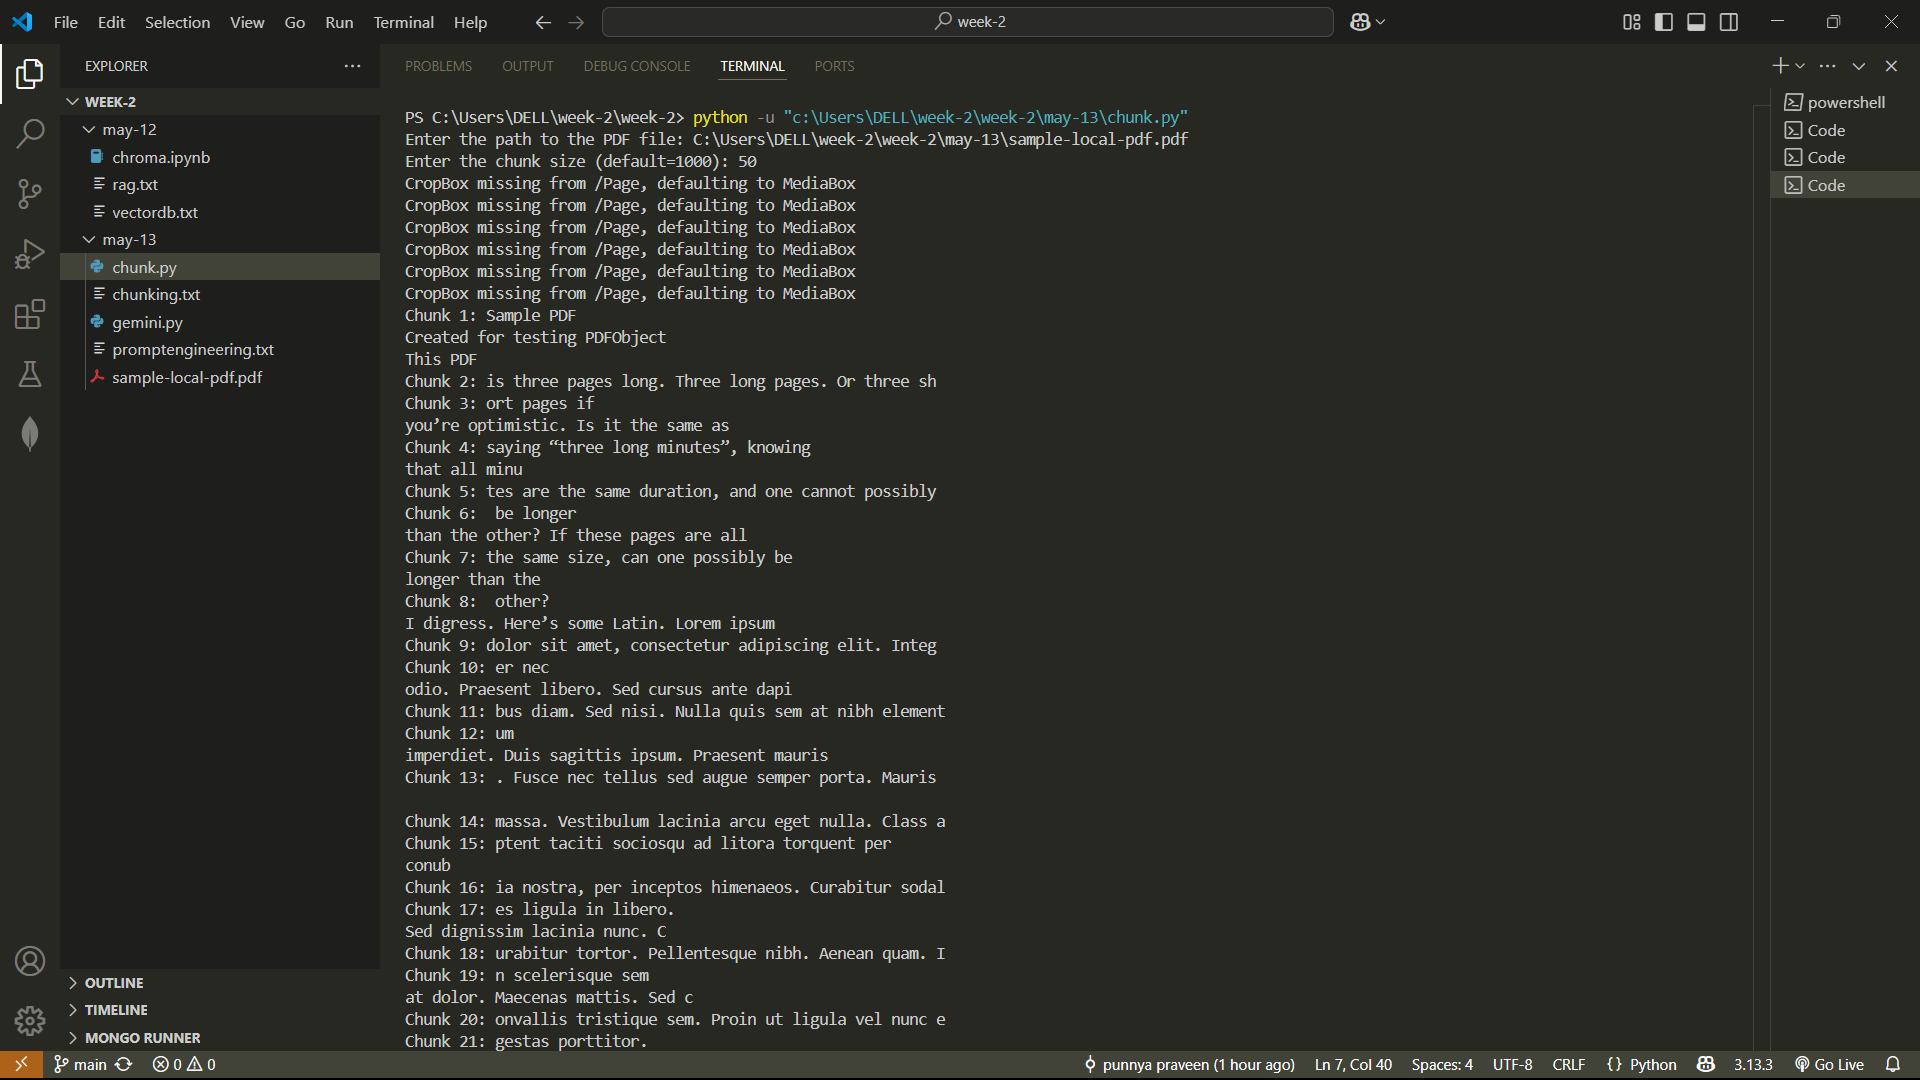 File Edit Selection View Go Run Terminal Help
week-2
EXPLORER
WEEK-2
may-12
chroma.ipynb
rag.txt
vectordb.txt
may-13
chunk.py
chunking.txt
gemini.py
promptengineering.txt
sample-local-pdf.pdf
OUTLINE
TIMELINE
MONGO RUNNER
PROBLEMS OUTPUT DEBUG CONSOLE TERMINAL PORTS
PS C:\Users\DELL\week-2\week-2> python -u "c:\Users\DELL\week-2\week-2\may-13\chunk.py"
Enter the path to the PDF file: C:\Users\DELL\week-2\week-2\may-13\sample-local-pdf.pdf
Enter the chunk size (default=1000): 50
CropBox missing from /Page, defaulting to MediaBox
CropBox missing from /Page, defaulting to MediaBox
CropBox missing from /Page, defaulting to MediaBox
CropBox missing from /Page, defaulting to MediaBox
CropBox missing from /Page, defaulting to MediaBox
CropBox missing from /Page, defaulting to MediaBox
Chunk 1: Sample PDF
Created for testing PDFObject
This PDF
Chunk 2: is three pages long. Three long pages. Or three sh
Chunk 3: ort pages if
you’re optimistic. Is it the same as
Chunk 4: saying “three long minutes”, knowing
that all minu
Chunk 5: tes are the same duration, and one cannot possibly
Chunk 6:  be longer
than the other? If these pages are all
Chunk 7: the same size, can one possibly be
longer than the
Chunk 8:  other?
I digress. Here’s some Latin. Lorem ipsum
Chunk 9: dolor sit amet, consectetur adipiscing elit. Integ
Chunk 10: er nec
odio. Praesent libero. Sed cursus ante dapi
Chunk 11: bus diam. Sed nisi. Nulla quis sem at nibh element
Chunk 12: um
imperdiet. Duis sagittis ipsum. Praesent mauris
Chunk 13: . Fusce nec tellus sed augue semper porta. Mauris
Chunk 14: massa. Vestibulum lacinia arcu eget nulla. Class a
Chunk 15: ptent taciti sociosqu ad litora torquent per
conub
Chunk 16: ia nostra, per inceptos himenaeos. Curabitur sodal
Chunk 17: es ligula in libero.
Sed dignissim lacinia nunc. C
Chunk 18: urabitur tortor. Pellentesque nibh. Aenean quam. I
Chunk 19: n scelerisque sem
at dolor. Maecenas mattis. Sed c
Chunk 20: onvallis tristique sem. Proin ut ligula vel nunc e
Chunk 21: gestas porttitor.
powershell
Code
Code
Code
main 0 0 punnya praveen (1 hour ago) Ln 7, Col 40 Spaces: 4 UTF-8 CRLF {} Python 3.13.3 Go Live